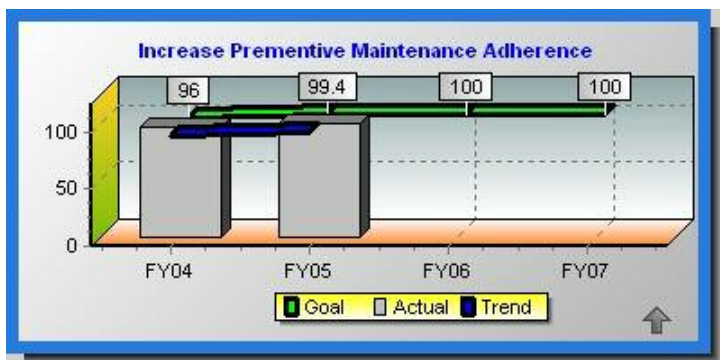 Increase Prementive Maintenance Adherence
96 99.4 100 100
100
50
0
FY04 FY05 FY06 FY07
Goal Actual Trend